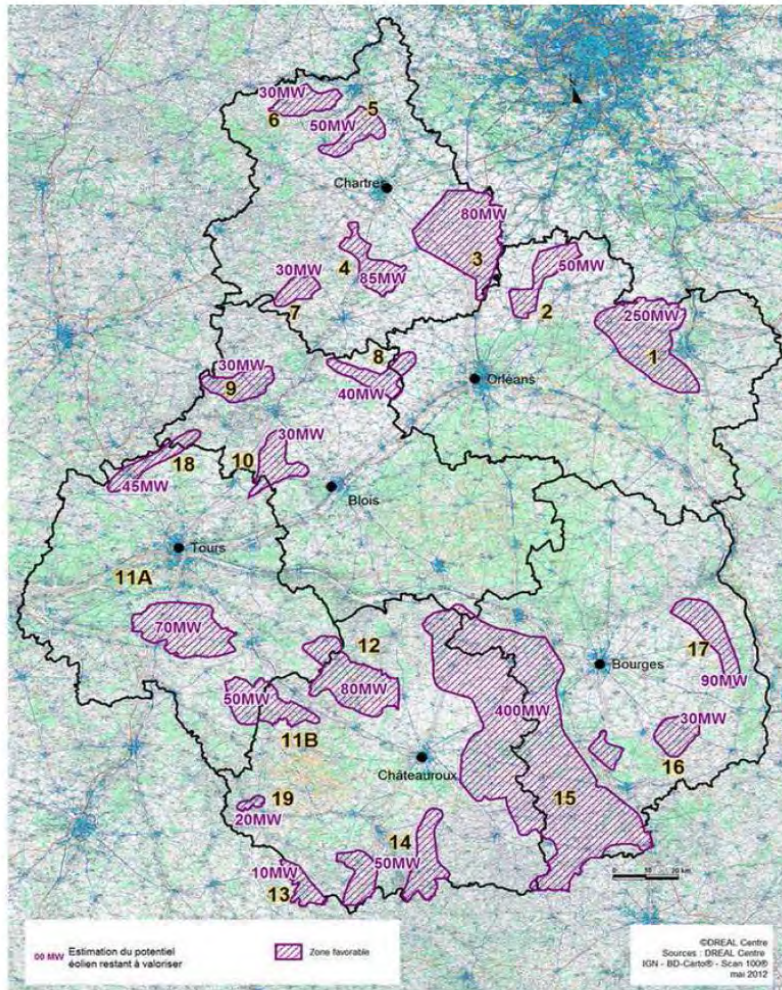 30MW
5
6
50MW
Chartres
80MW
3
4
50MW
30MW
85MW
2
7
250MW
8
1
30MW
9
40MW
Orléans
30MW
18
10
45MW
Blois
Tours
11A
70MW
12
17
Bourges
50MW
80MW
90MW
400MW
30MW
11B
Châteauroux
16
19
15
20MW
14
10MW
50MW
13
0 10 20 km
00 MW Estimation du potentiel
éolien restant à valoriser
Zone favorable
©DREAL Centre
Sources : DREAL Centre
IGN - BD-Carto® - Scan 100®
mai 2012